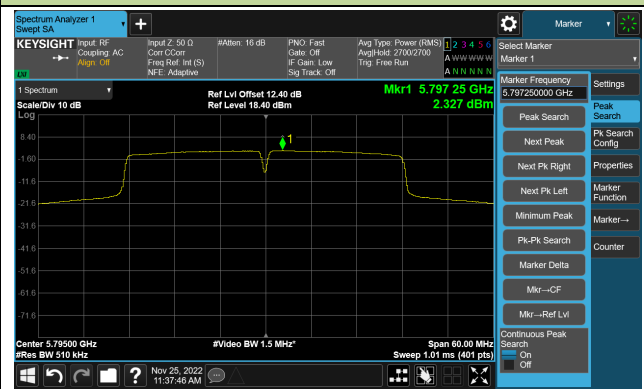 Spectrum Analyzer 1
Swept SA
+
Marker
KEYSIGHT
Input: RF
Coupling: AC
Align: Off
Input Z: 50 Ω
Corr CCorr
Freq Ref: Int (S)
NFE: Adaptive
#Atten: 16 dB
PNO: Fast
Gate: Off
IF Gain: Low
Sig Track: Off
Avg Type: Power (RMS)
Avg|Hold: 2700/2700
Trig: Free Run
1 2 3 4 5 6
A W W W W W
A N N N N N
LXI
Select Marker
Marker 1
1 Spectrum
Scale/Div 10 dB
Log
Ref Lvl Offset 12.40 dB
Ref Level 18.40 dBm
Mkr1 5.797 25 GHz
2.327 dBm
1
8.40
-1.60
-11.6
-21.6
-31.6
-41.6
-51.6
-61.6
-71.6
Center 5.79500 GHz
#Res BW 510 kHz
#Video BW 1.5 MHz*
Span 60.00 MHz
Sweep 1.01 ms (401 pts)
Marker Frequency
5.797250000 GHz
Peak Search
Next Peak
Next Pk Right
Next Pk Left
Minimum Peak
Pk-Pk Search
Marker Delta
Mkr→CF
Mkr→Ref Lvl
Continuous Peak
Search
On
Off
Settings
Peak
Search
Pk Search
Config
Properties
Marker
Function
Marker→
Counter
?
Nov 25, 2022
11:37:46 AM